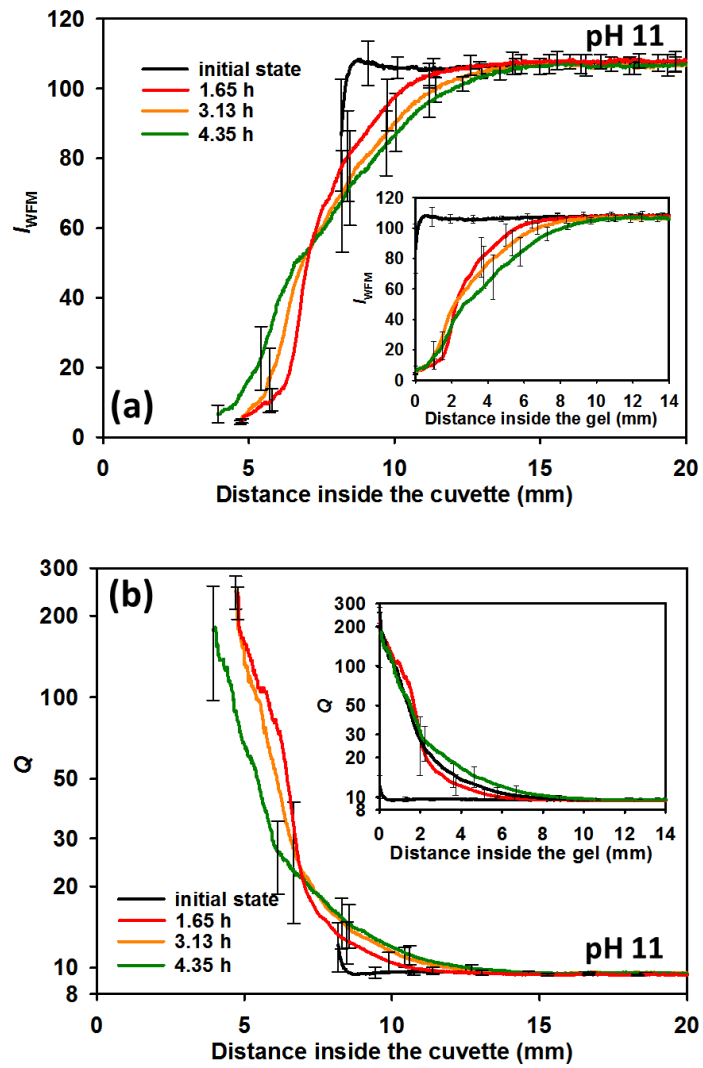 pH 11
initial state
1.65 h
3.13 h
4.35 h
120
100
80
60
40
20
0
I_WFM
(a)
120
100
80
60
40
20
0
I_WFM
0 2 4 6 8 10 12 14
Distance inside the gel (mm)
0 5 10 15 20
Distance inside the cuvette (mm)
(b)
300
200
100
50
30
20
10
8
Q
300
200
100
50
30
20
10
8
Q
0 2 4 6 8 10 12 14
Distance inside the gel (mm)
initial state
1.65 h
3.13 h
4.35 h
pH 11
0 5 10 15 20
Distance inside the cuvette (mm)